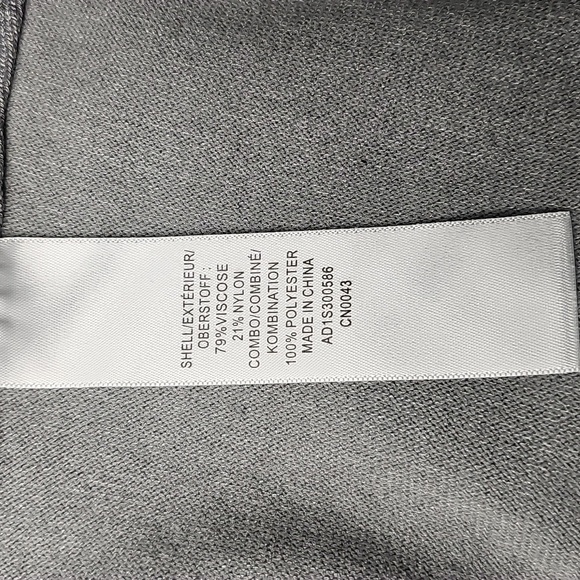 SHELL/EXTÉRIEUR/
OBERSTOFF:
79%VISCOSE
21% NYLON
COMBO/COMBINÉ/
KOMBINATION
100% POLYESTER
MADE IN CHINA
AD1S300586
CN0043